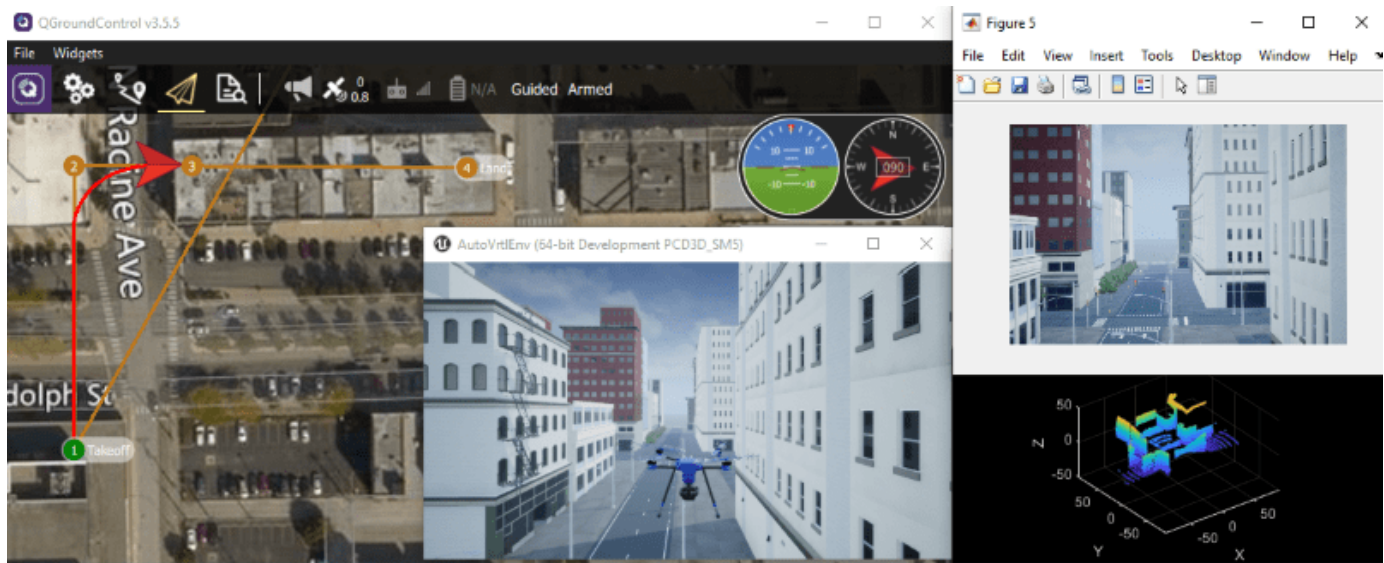 QGroundControl v3.5.5
File Widgets
0
0.8
N/A Guided Armed
Racine Ave
2
3
4 Land
dolph St
1 Takeoff
10 10
-10 -10
N
W 090 E
S
AutoVrtlEnv (64-bit Development PCD3D_SM5)
Figure 5
File Edit View Insert Tools Desktop Window Help
50
0
-50
Z
50
0
-50
Y
-50
0
50
X